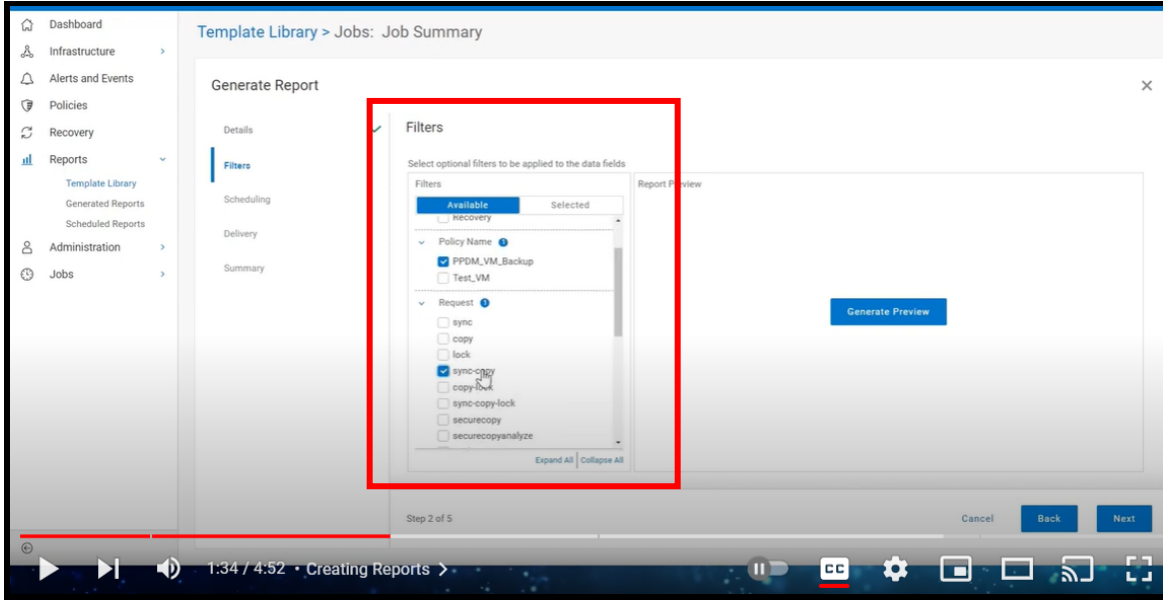 Dashboard
Infrastructure
Alerts and Events
Policies
Recovery
Reports
Template Library
Generated Reports
Scheduled Reports
Administration
Jobs
Template Library > Jobs: Job Summary
Generate Report
Details
Filters
Scheduling
Delivery
Summary
Filters
Select optional filters to be applied to the data fields
Filters
Available Selected
Recovery
Policy Name
PPDM_VM_Backup
Test_VM
Request
sync
copy
lock
sync-copy
copy-lock
sync-copy-lock
securecopy
securecopyanalyze
Expand All Collapse All
Report Preview
Generate Preview
Step 2 of 5
Cancel Back Next
1:34 / 4:52 • Creating Reports
CC